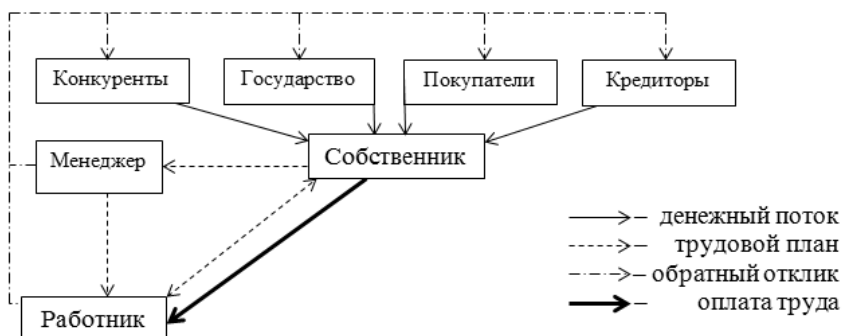 Конкуренты
Государство
Покупатели
Кредиторы
Менеджер
Собственник
Работник
– денежный поток
– трудовой план
– обратный отклик
– оплата труда